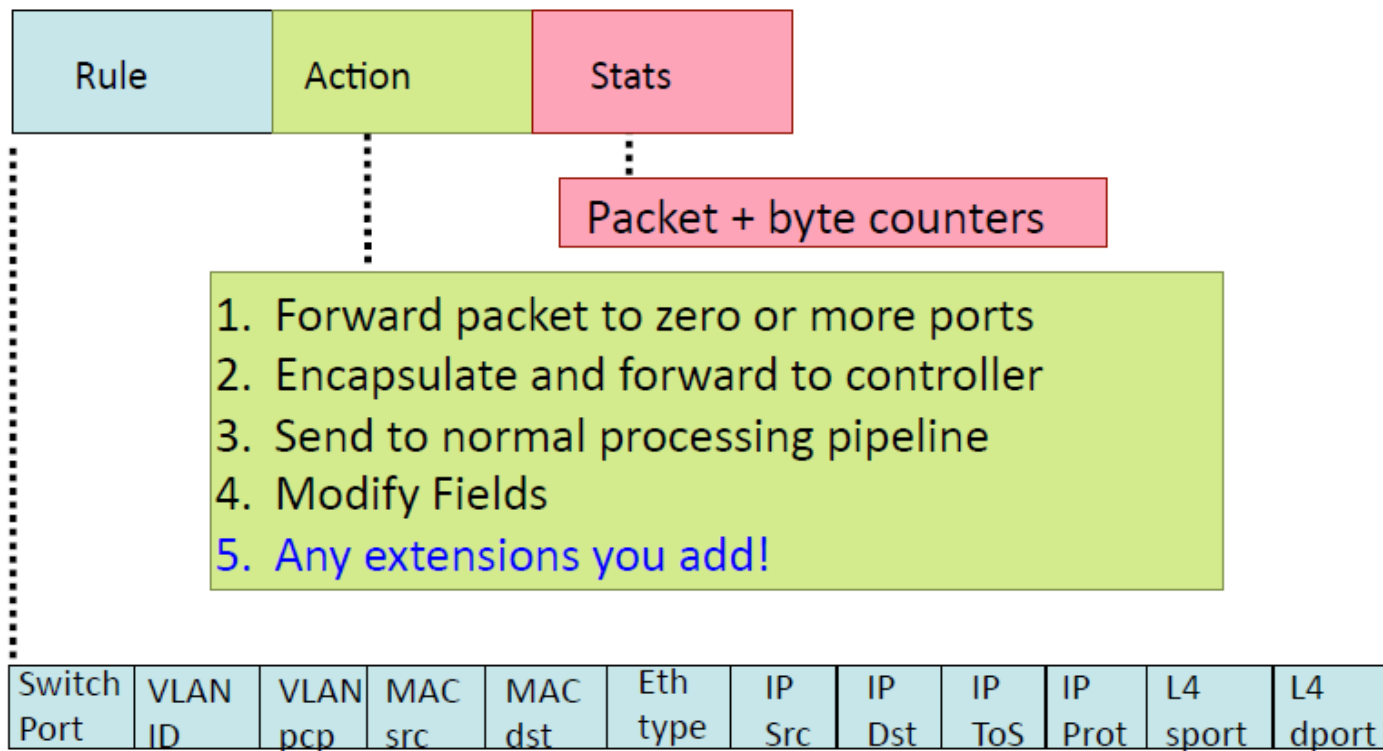 Rule Action Stats
Packet + byte counters
1. Forward packet to zero or more ports
2. Encapsulate and forward to controller
3. Send to normal processing pipeline
4. Modify Fields
5. Any extensions you add!
Switch Port
VLAN ID
VLAN pcp
MAC src
MAC dst
Eth type
IP Src
IP Dst
IP ToS
IP Prot
L4 sport
L4 dport